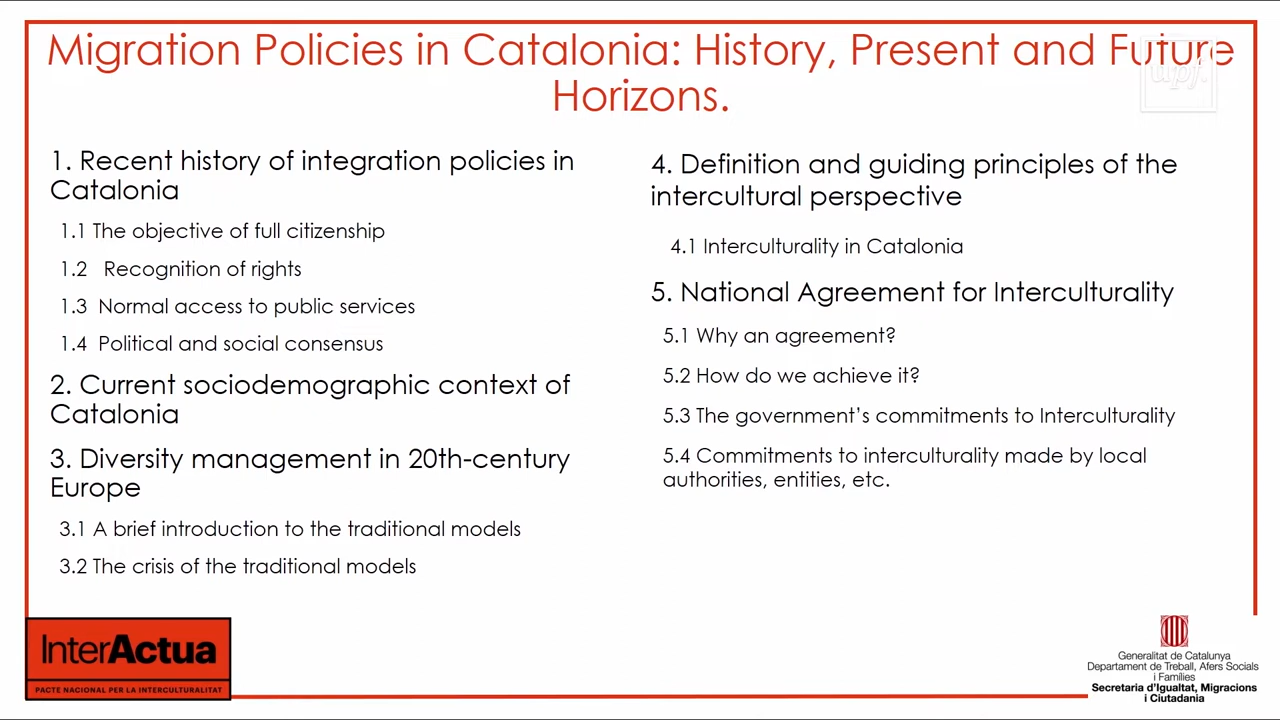 Migration Policies in Catalonia: History, Present and Future
Horizons.
upf.
1. Recent history of integration policies in
Catalonia
1.1 The objective of full citizenship
1.2 Recognition of rights
1.3 Normal access to public services
1.4 Political and social consensus
2. Current sociodemographic context of
Catalonia
3. Diversity management in 20th-century
Europe
3.1 A brief introduction to the traditional models
3.2 The crisis of the traditional models
4. Definition and guiding principles of the
intercultural perspective
4.1 Interculturality in Catalonia
5. National Agreement for Interculturality
5.1 Why an agreement?
5.2 How do we achieve it?
5.3 The government’s commitments to Interculturality
5.4 Commitments to interculturality made by local
authorities, entities, etc.
InterActua
PACTE NACIONAL PER LA INTERCULTURALITAT
Generalitat de Catalunya
Departament de Treball, Afers Socials
i Famílies
Secretaria d’Igualtat, Migracions
i Ciutadania